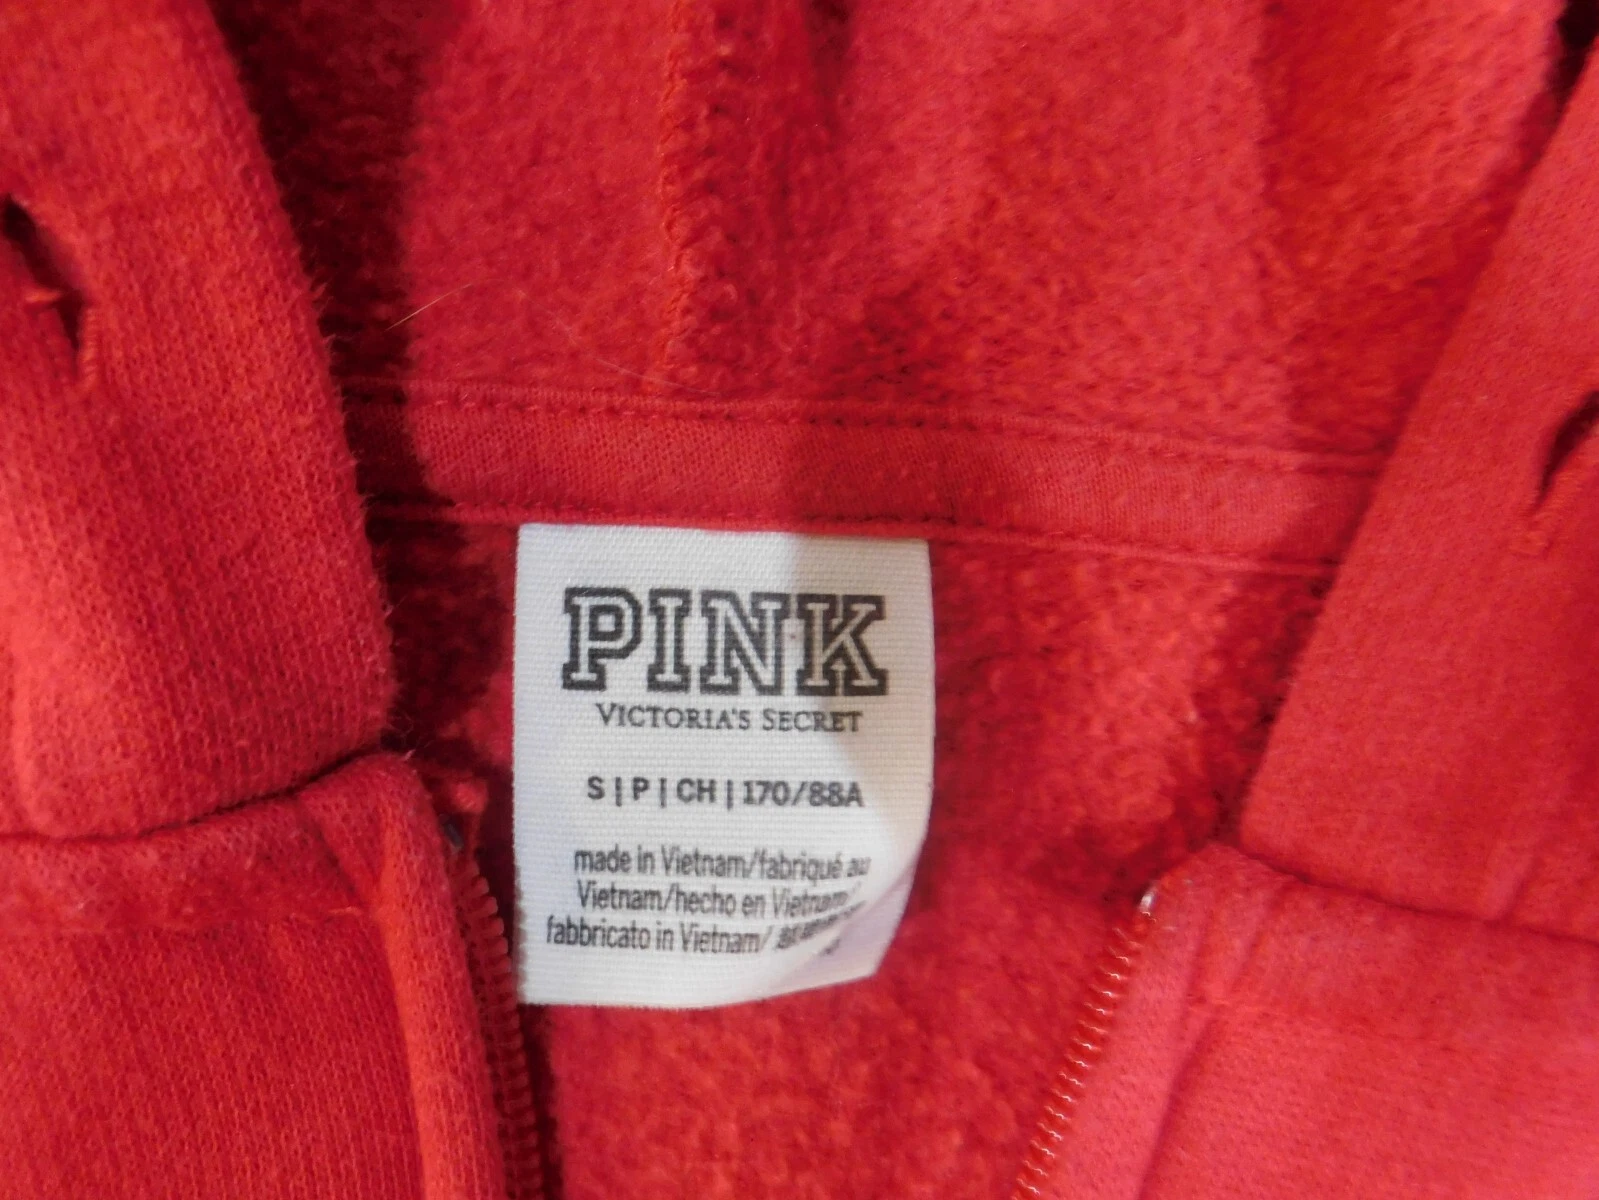 PINK
VICTORIA'S SECRET
S | P | CH | 170/88A
made in Vietnam/fabriqué au
Vietnam/hecho en Vietnam/
fabbricato in Vietnam/